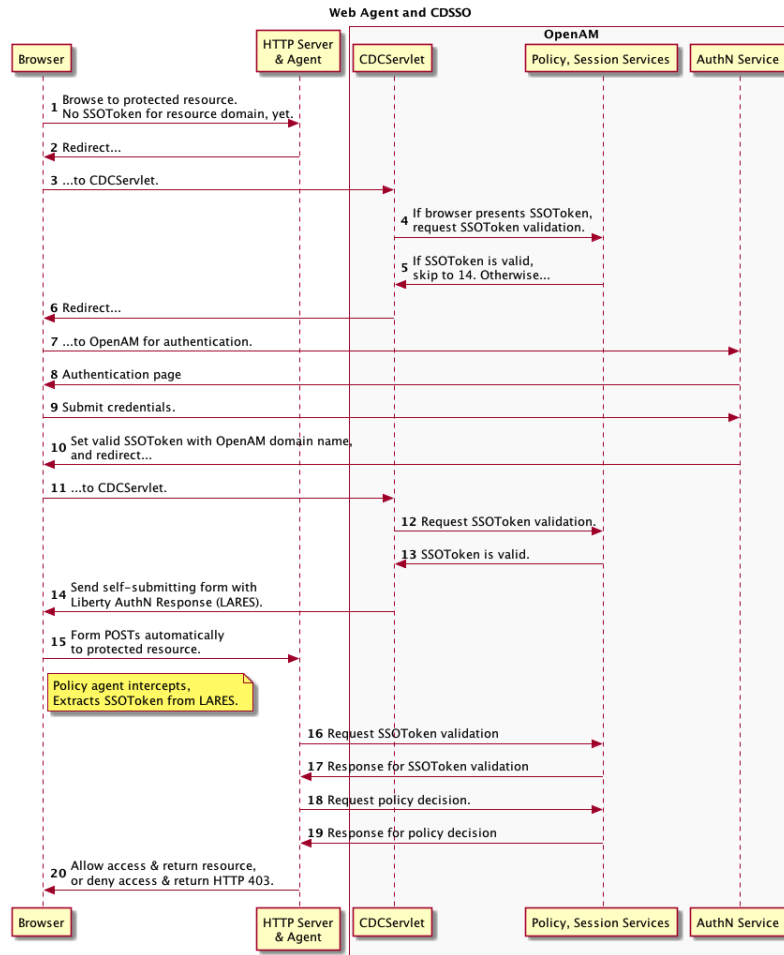 Web Agent and CDSSO
OpenAM
Browser
HTTP Server
& Agent
CDCServlet
Policy, Session Services
AuthN Service
1 Browse to protected resource.
No SSOToken for resource domain, yet.
2 Redirect...
3 ...to CDCServlet.
4 If browser presents SSOToken,
request SSOToken validation.
5 If SSOToken is valid,
skip to 14. Otherwise...
6 Redirect...
7 ...to OpenAM for authentication.
8 Authentication page
9 Submit credentials.
10 Set valid SSOToken with OpenAM domain name,
and redirect...
11 ...to CDCServlet.
12 Request SSOToken validation.
13 SSOToken is valid.
14 Send self-submitting form with
Liberty AuthN Response (LARES).
15 Form POSTs automatically
to protected resource.
Policy agent intercepts,
Extracts SSOToken from LARES.
16 Request SSOToken validation
17 Response for SSOToken validation
18 Request policy decision.
19 Response for policy decision
20 Allow access & return resource,
or deny access & return HTTP 403.
Browser
HTTP Server
& Agent
CDCServlet
Policy, Session Services
AuthN Service